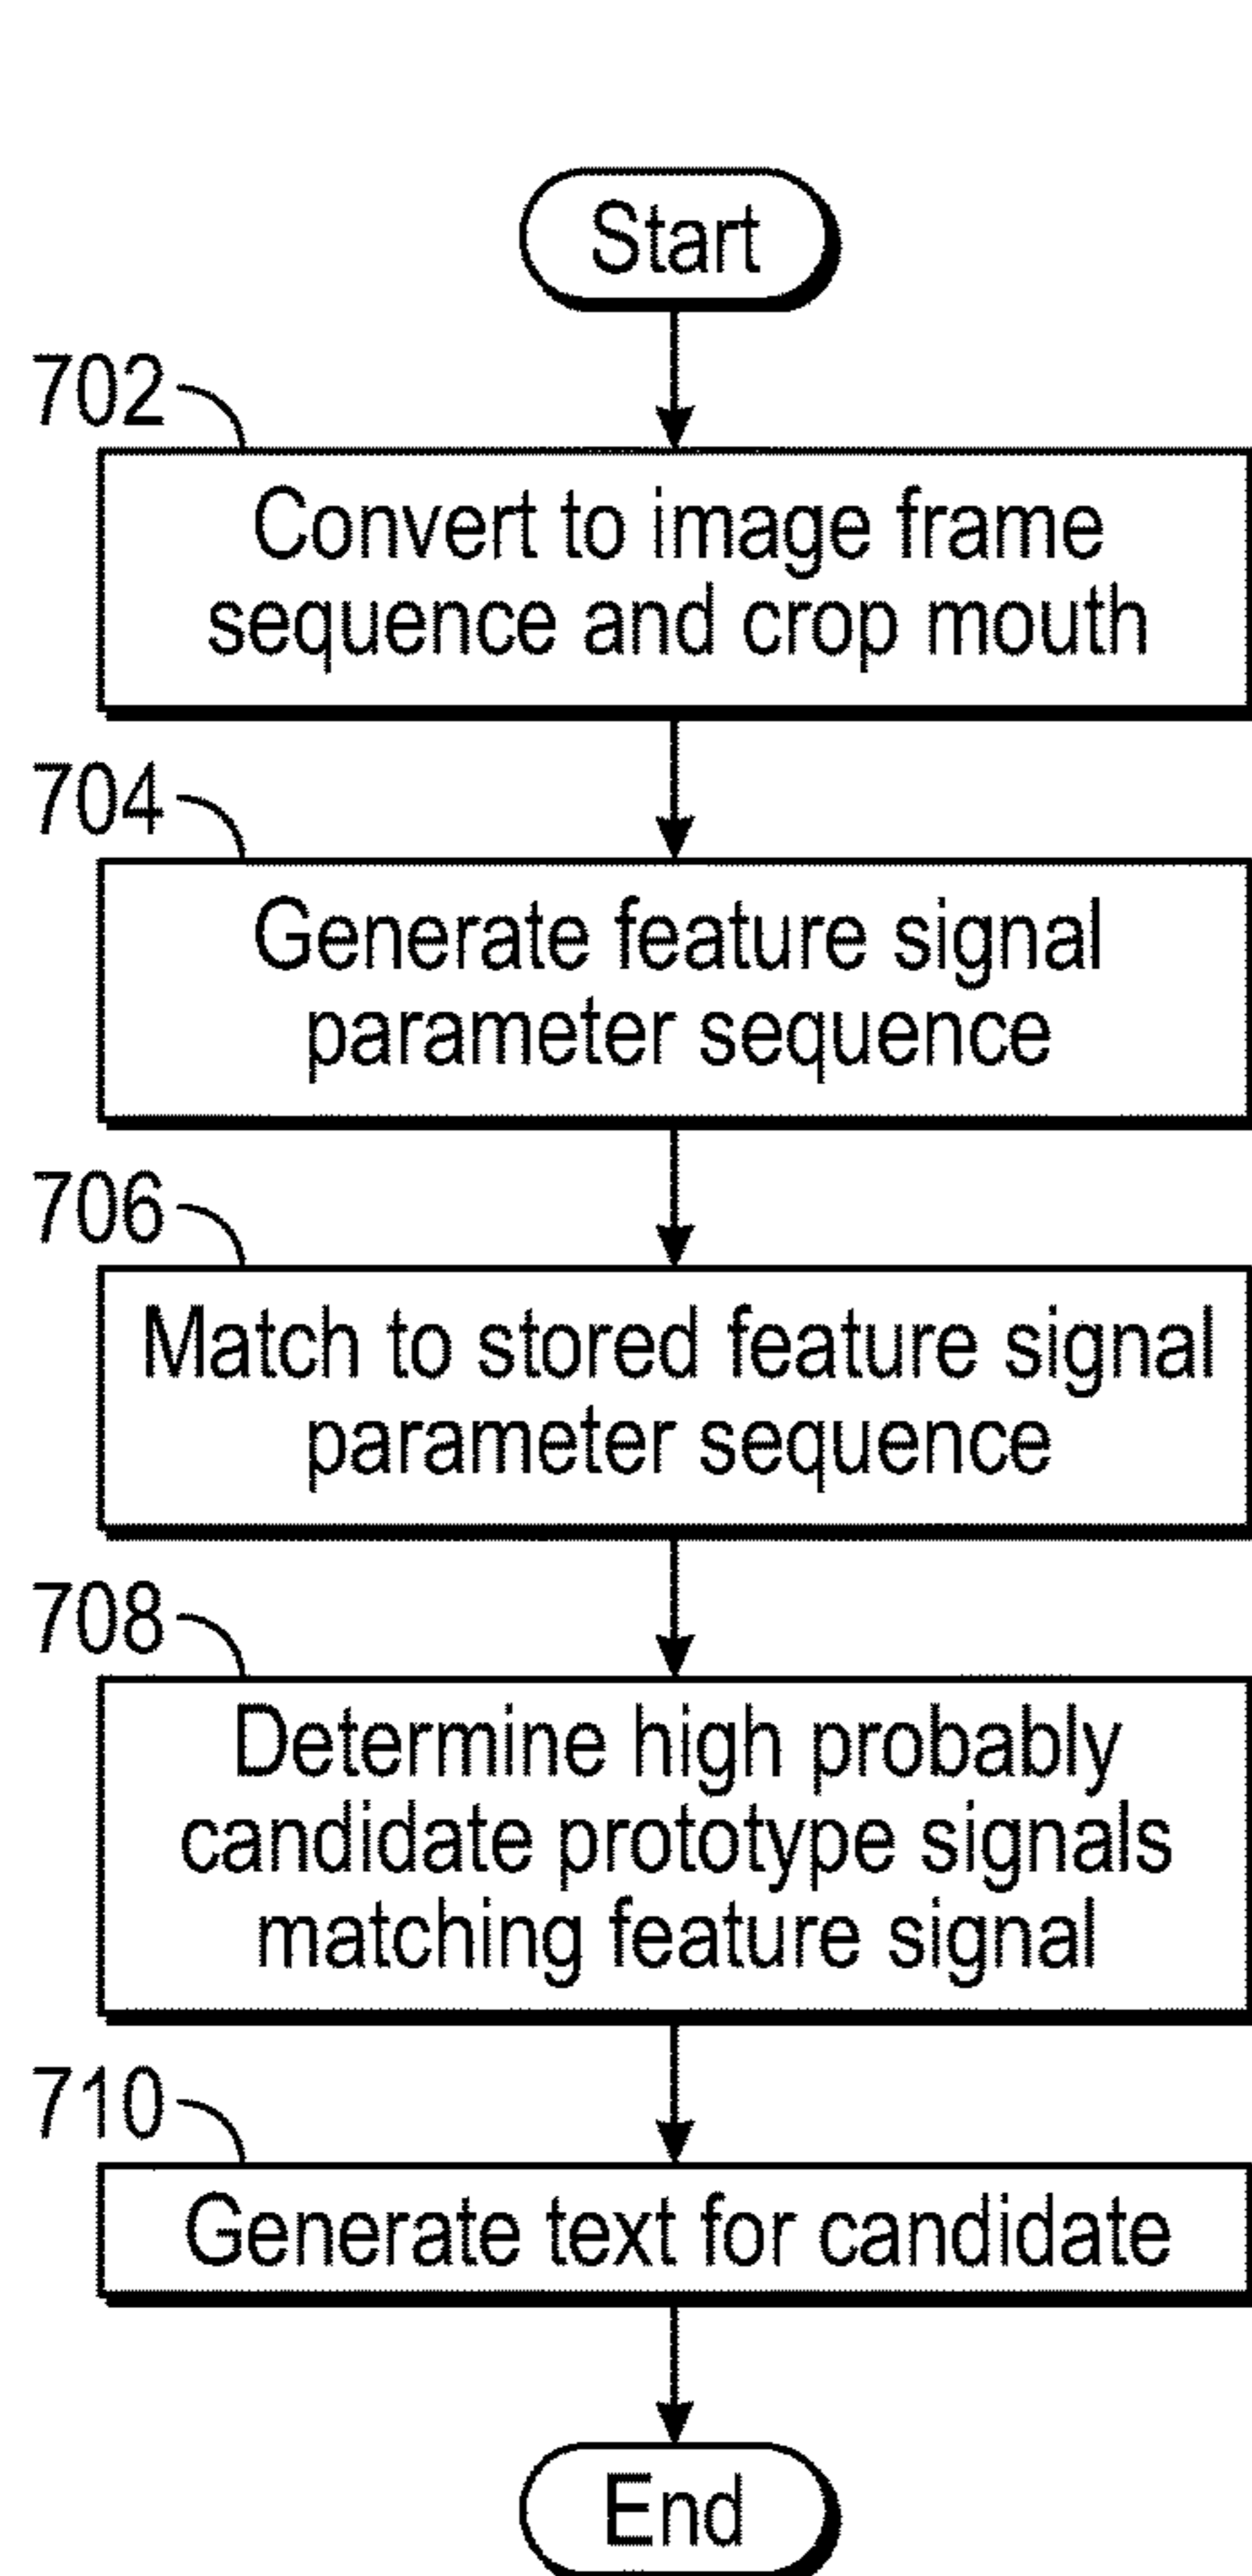 Start
702
Convert to image frame
sequence and crop mouth
704
Generate feature signal
parameter sequence
706
Match to stored feature signal
parameter sequence
708
Determine high probably
candidate prototype signals
matching feature signal
710
Generate text for candidate
End